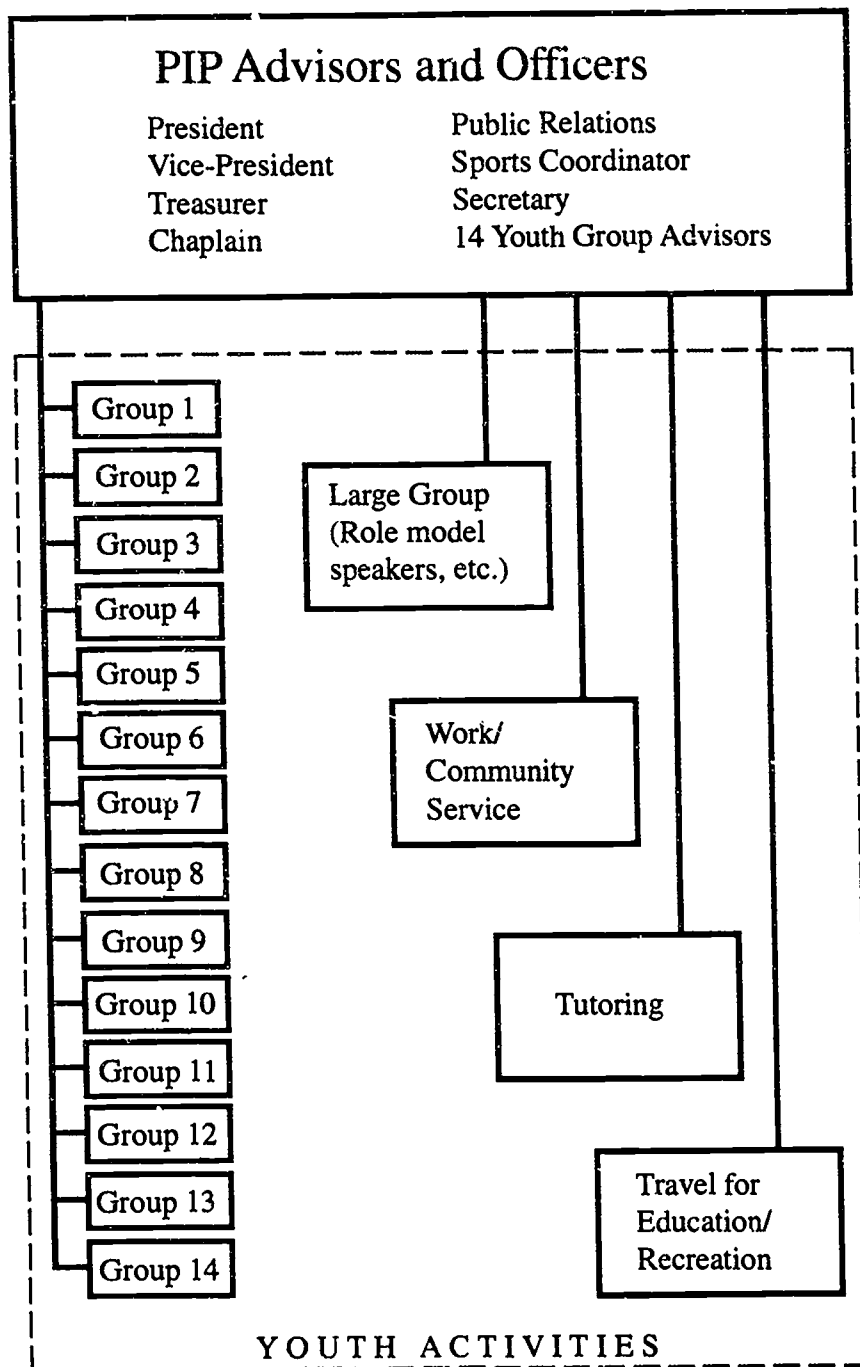 PIP Advisors and Officers
President
Vice-President
Treasurer
Chaplain
Public Relations
Sports Coordinator
Secretary
14 Youth Group Advisors
Group 1
Group 2
Group 3
Group 4
Group 5
Group 6
Group 7
Group 8
Group 9
Group 10
Group 11
Group 12
Group 13
Group 14
Large Group
(Role model
speakers, etc.)
Work/
Community
Service
Tutoring
Travel for
Education/
Recreation
YOUTH ACTIVITIES